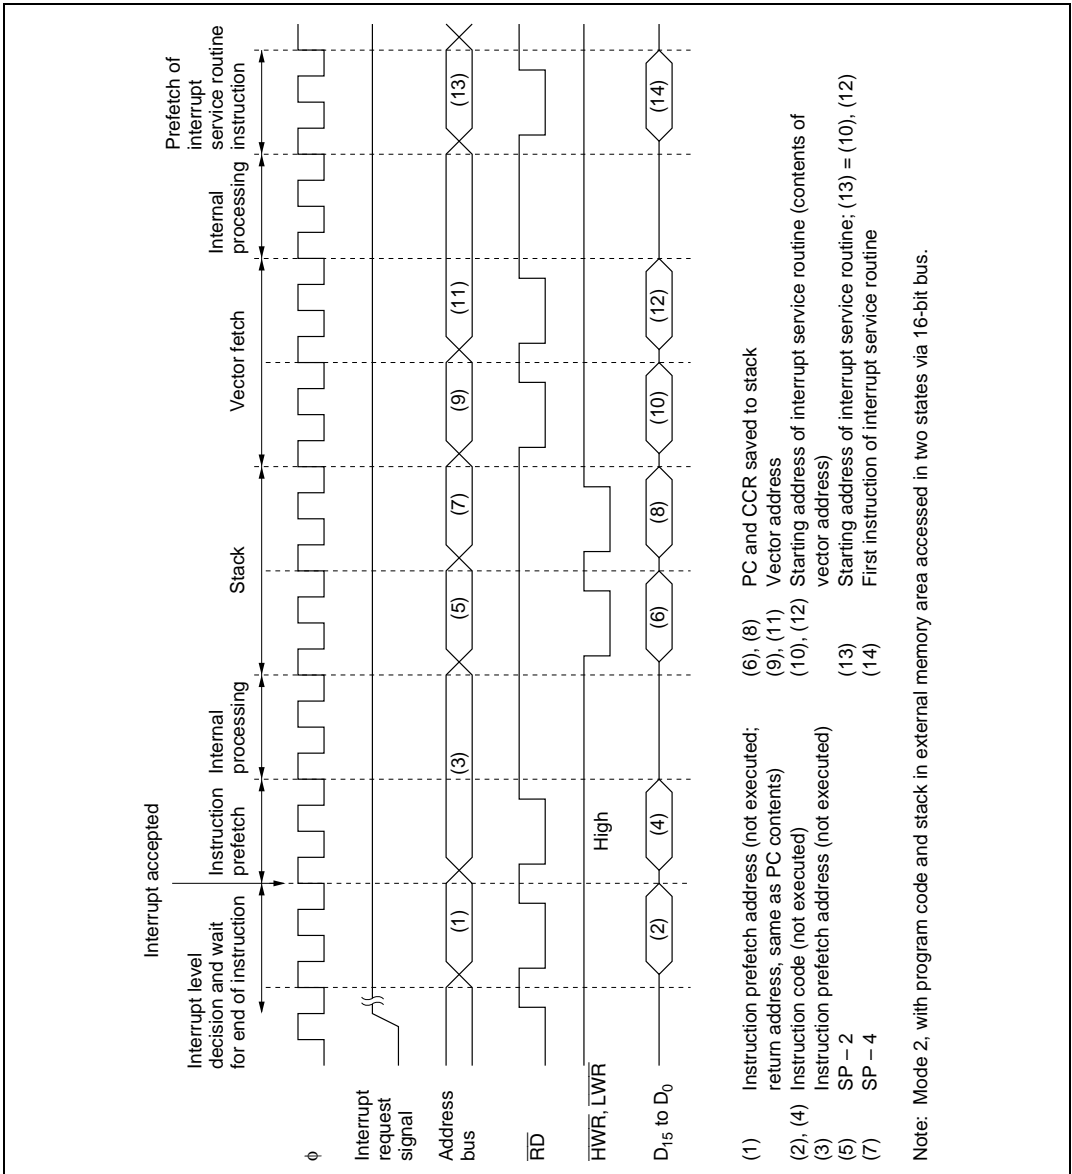 Interrupt accepted
Interrupt level
decision and wait
for end of instruction
Instruction
prefetch
Internal
processing
Stack
Vector fetch
Internal
processing
Prefetch of
interrupt
service routine
instruction
φ
Interrupt
request
signal
Address
bus
(1)
(3)
(5)
(7)
(9)
(11)
(13)
RD
HWR, LWR
High
D15 to D0
(2)
(4)
(6)
(8)
(10)
(12)
(14)
(1) Instruction prefetch address (not executed;
return address, same as PC contents)
(2), (4) Instruction code (not executed)
(3) Instruction prefetch address (not executed)
(5) SP – 2
(7) SP – 4
(6), (8) PC and CCR saved to stack
(9), (11) Vector address
(10), (12) Starting address of interrupt service routine (contents of
vector address)
(13) Starting address of interrupt service routine; (13) = (10), (12)
(14) First instruction of interrupt service routine
Note: Mode 2, with program code and stack in external memory area accessed in two states via 16-bit bus.